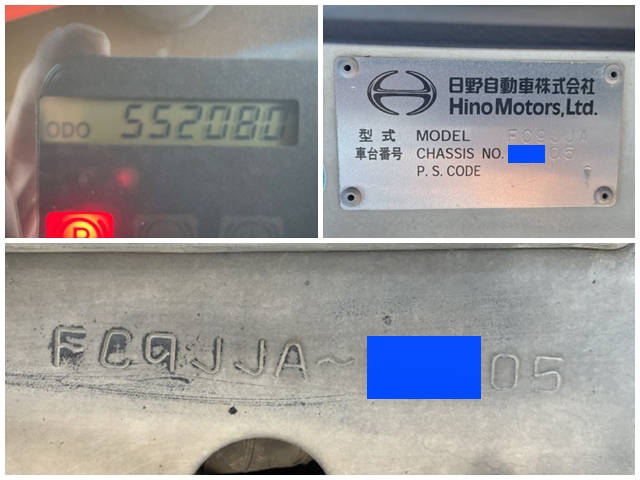 ODO 552080
日野自動車株式会社
Hino Motors, Ltd.
型式 MODEL FC9JJA
車台番号 CHASSIS NO. 05
P. S. CODE
FC9JJA~ 05